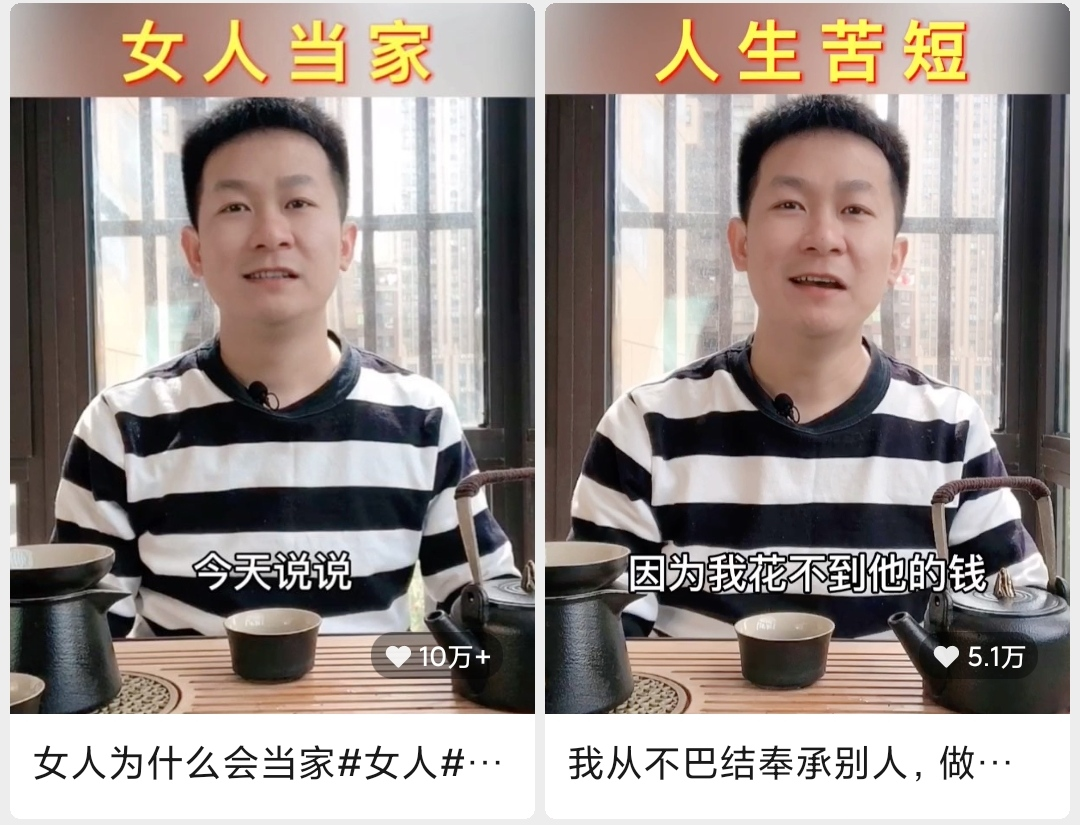 女人当家
今天说说
10万+
女人为什么会当家#女人#…
人生苦短
因为我花不到他的钱
5.1万
我从不巴结奉承别人，做…